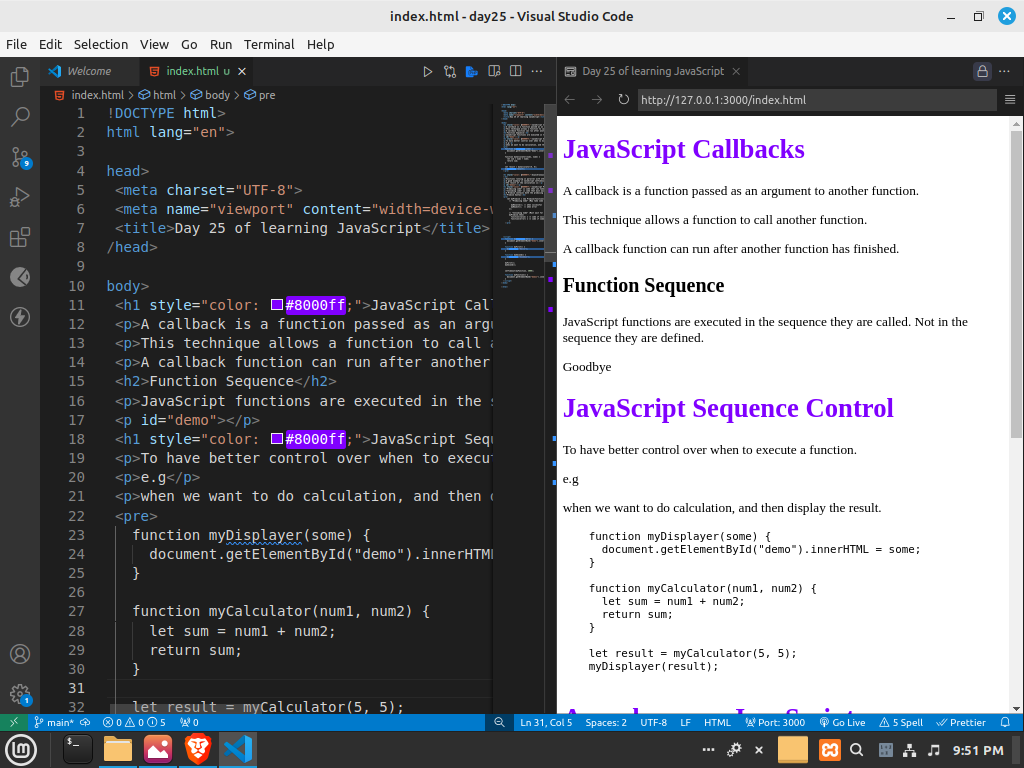 index.html - day25 - Visual Studio Code
File Edit Selection View Go Run Terminal Help
Welcome
index.html U
Day 25 of learning JavaScript
index.html > html > body > pre
http://127.0.0.1:3000/index.html
1 !DOCTYPE html>
2 html lang="en">
3
4 head>
5 <meta charset="UTF-8">
6 <meta name="viewport" content="width=device-
7 <title>Day 25 of learning JavaScript</title>
8 /head>
9
10 body>
11 <h1 style="color: #8000ff;">JavaScript Cal
12 <p>A callback is a function passed as an arg
13 <p>This technique allows a function to call
14 <p>A callback function can run after another
15 <h2>Function Sequence</h2>
16 <p>JavaScript functions are executed in the
17 <p id="demo"></p>
18 <h1 style="color: #8000ff;">JavaScript Seq
19 <p>To have better control over when to execu
20 <p>e.g</p>
21 <p>when we want to do calculation, and then
22 <pre>
23 function myDisplayer(some) {
24 document.getElementById("demo").innerHTM
25 }
26
27 function myCalculator(num1, num2) {
28 let sum = num1 + num2;
29 return sum;
30 }
31
32 let result = myCalculator(5, 5);
JavaScript Callbacks
A callback is a function passed as an argument to another function.
This technique allows a function to call another function.
A callback function can run after another function has finished.
Function Sequence
JavaScript functions are executed in the sequence they are called. Not in the
sequence they are defined.
Goodbye
JavaScript Sequence Control
To have better control over when to execute a function.
e.g
when we want to do calculation, and then display the result.
function myDisplayer(some) {
document.getElementById("demo").innerHTML = some;
}
function myCalculator(num1, num2) {
let sum = num1 + num2;
return sum;
}
let result = myCalculator(5, 5);
myDisplayer(result);
9
1
main* 0 0 5 0 Ln 31, Col 5 Spaces: 2 UTF-8 LF HTML Port: 3000 Go Live 5 Spell Prettier
9:51 PM